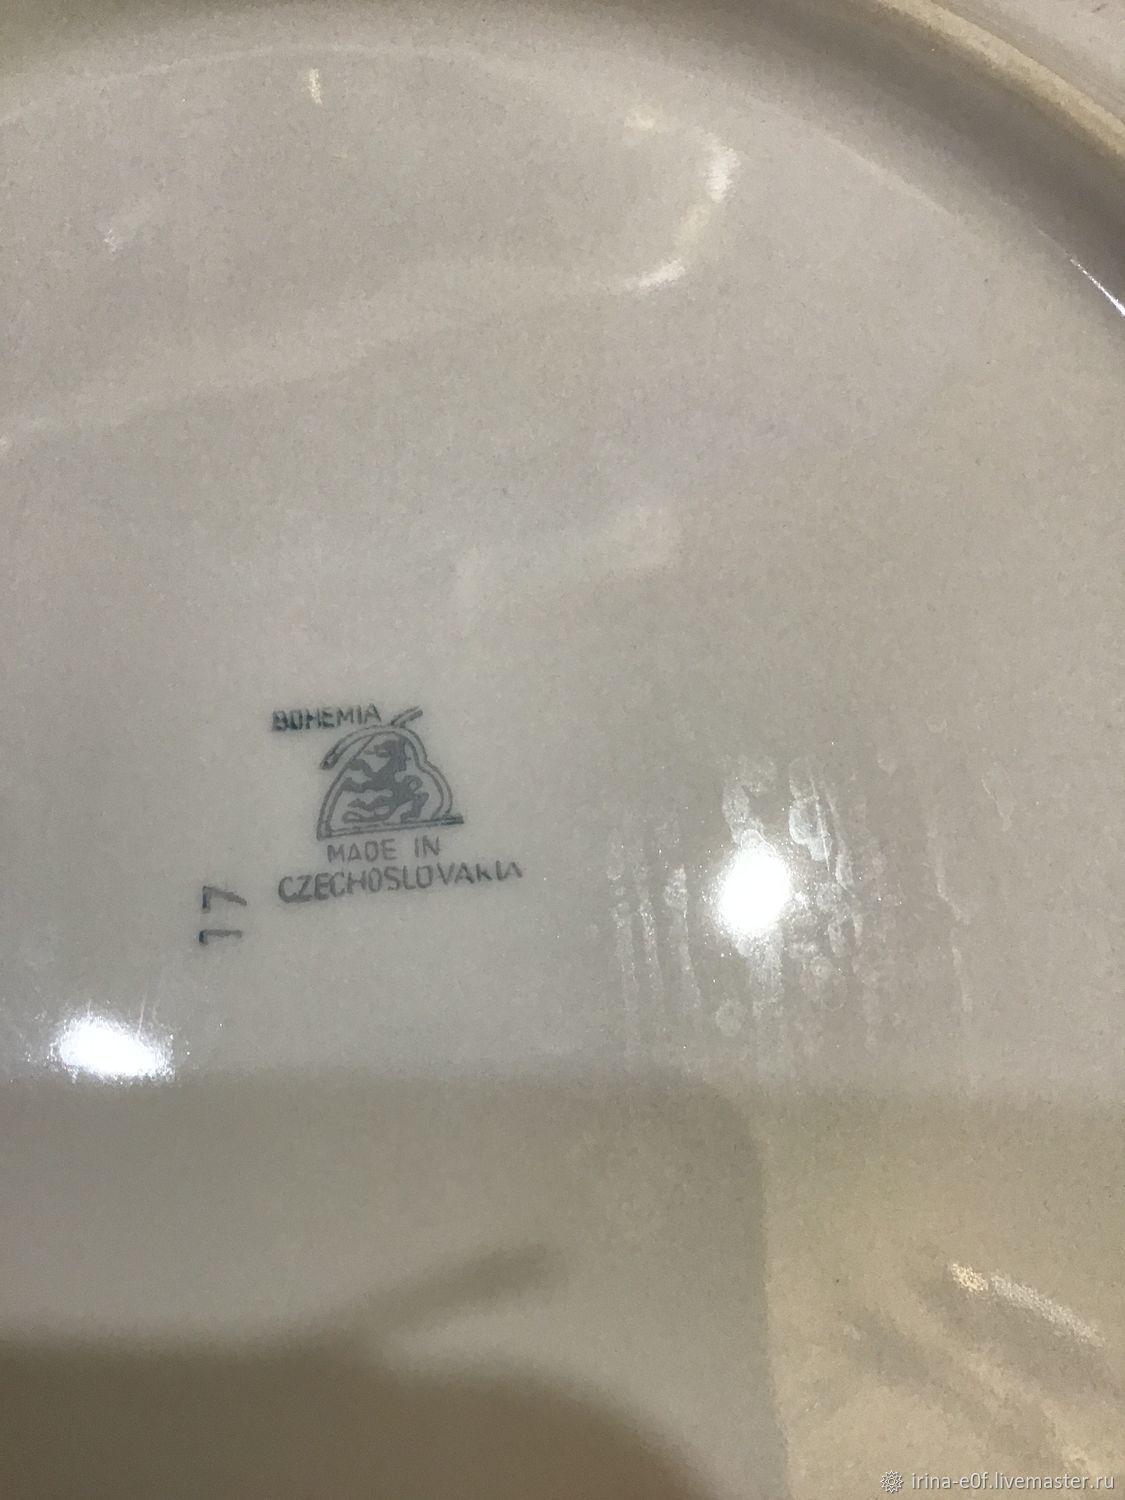 BOHEMIA
MADE IN
CZECHOSLOVAKIA
17
irina-e0f.livemaster.ru